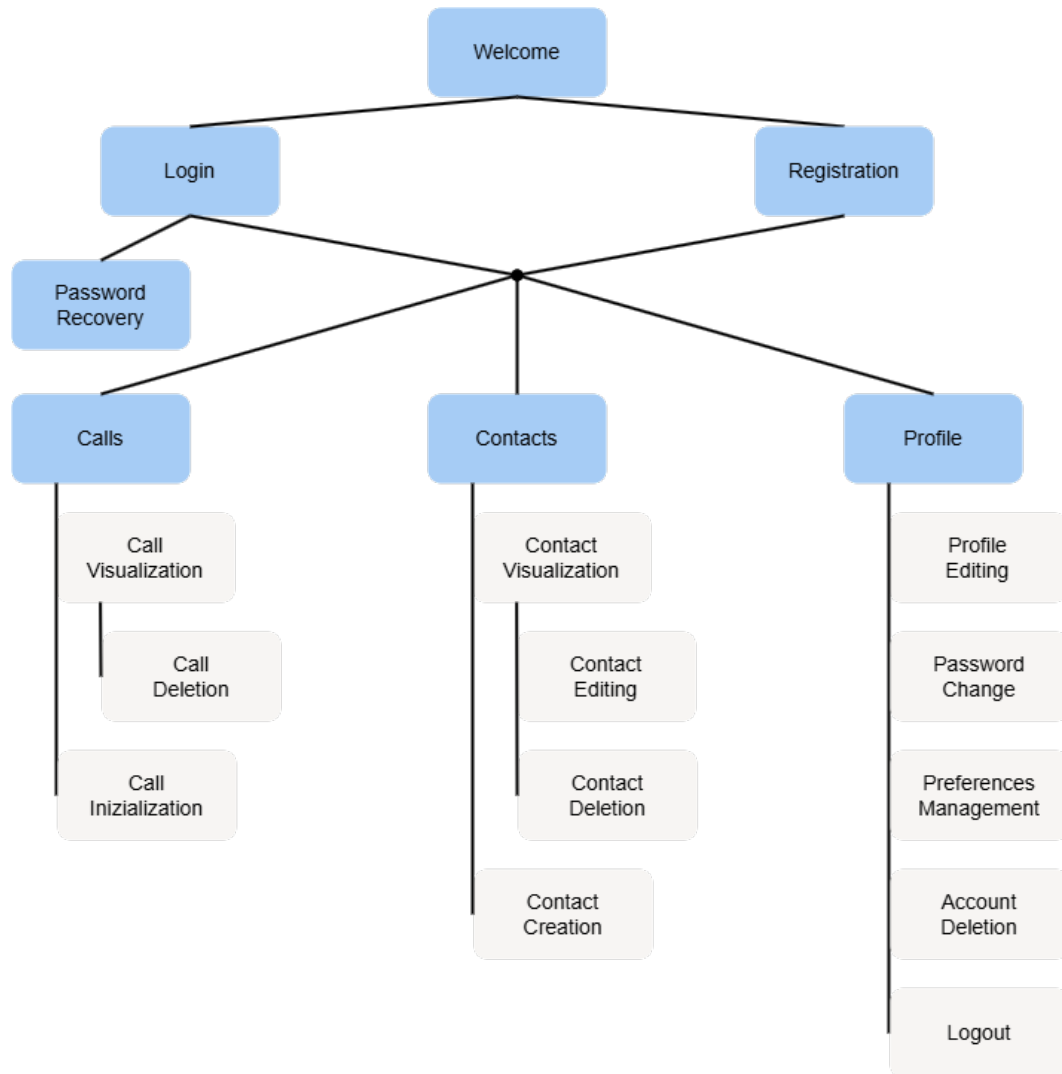 Welcome
Login
Registration
Password
Recovery
Calls
Contacts
Profile
Call
Visualization
Call
Deletion
Call
Inizialization
Contact
Visualization
Contact
Editing
Contact
Deletion
Contact
Creation
Profile
Editing
Password
Change
Preferences
Management
Account
Deletion
Logout